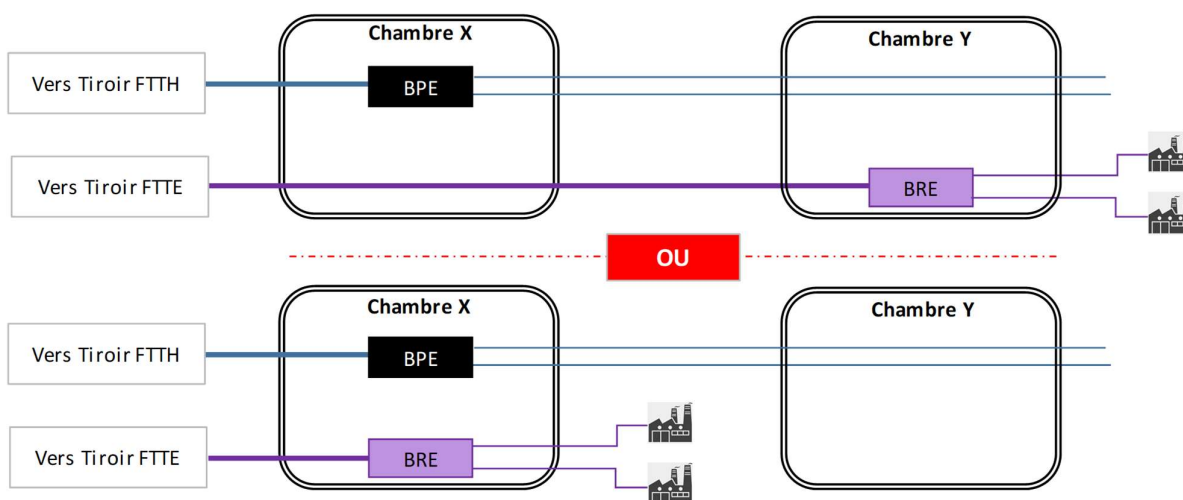 Chambre X
Chambre Y
Vers Tiroir FTTH
BPE
Vers Tiroir FTTE
BRE
OU
Chambre X
Chambre Y
Vers Tiroir FTTH
BPE
Vers Tiroir FTTE
BRE